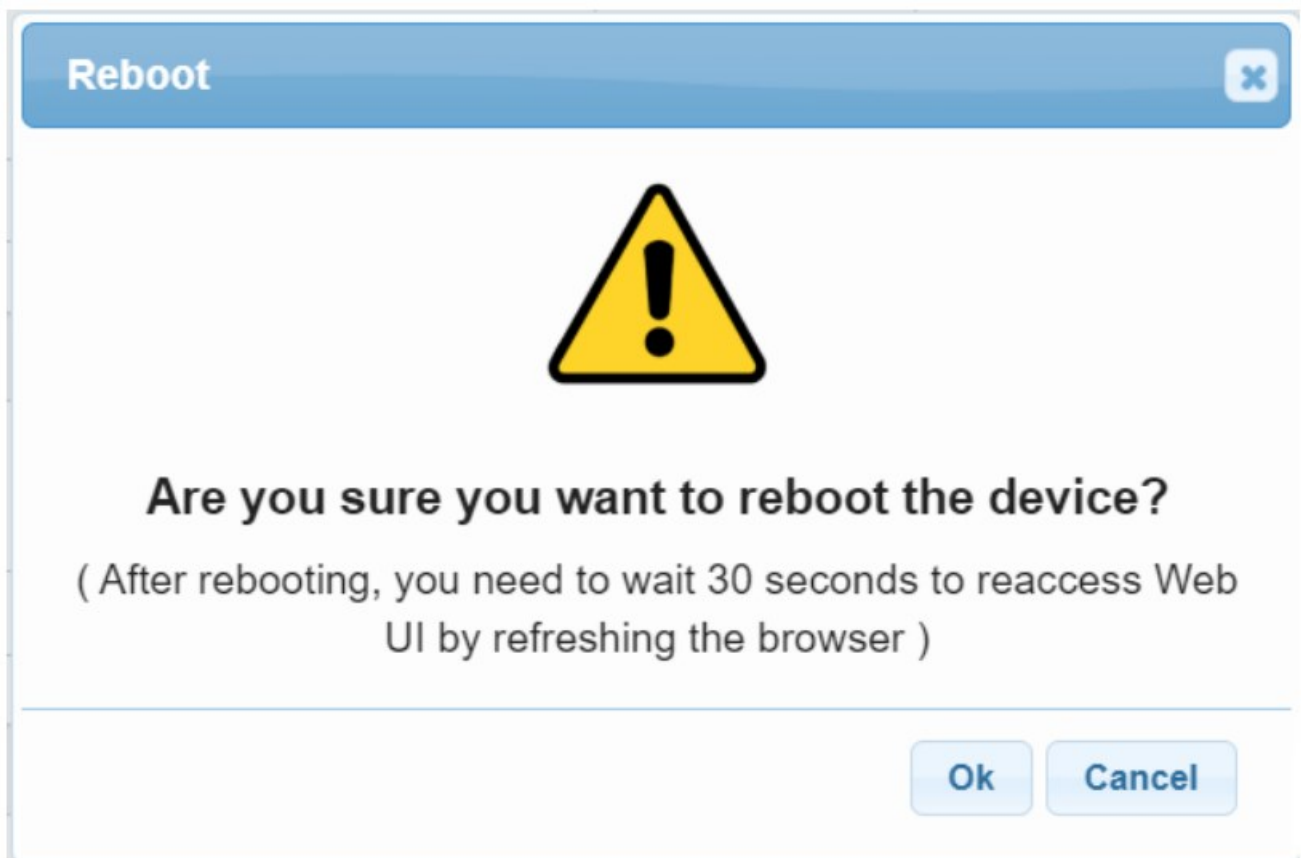 Reboot
Are you sure you want to reboot the device?
( After rebooting, you need to wait 30 seconds to reaccess Web
UI by refreshing the browser )
Ok
Cancel